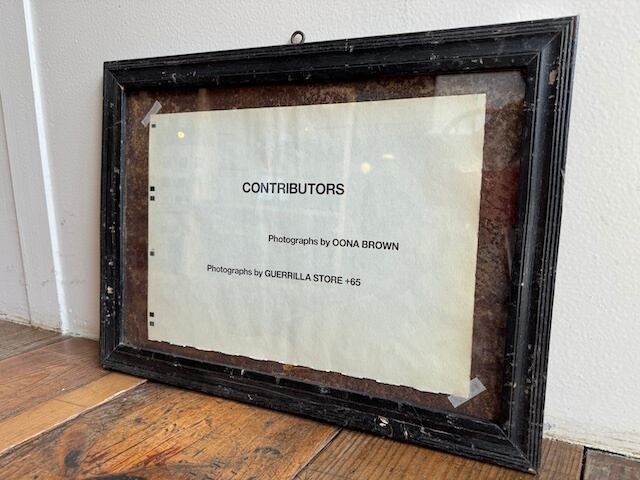 CONTRIBUTORS
Photographs by OONA BROWN
Photographs by GUERRILLA STORE +65